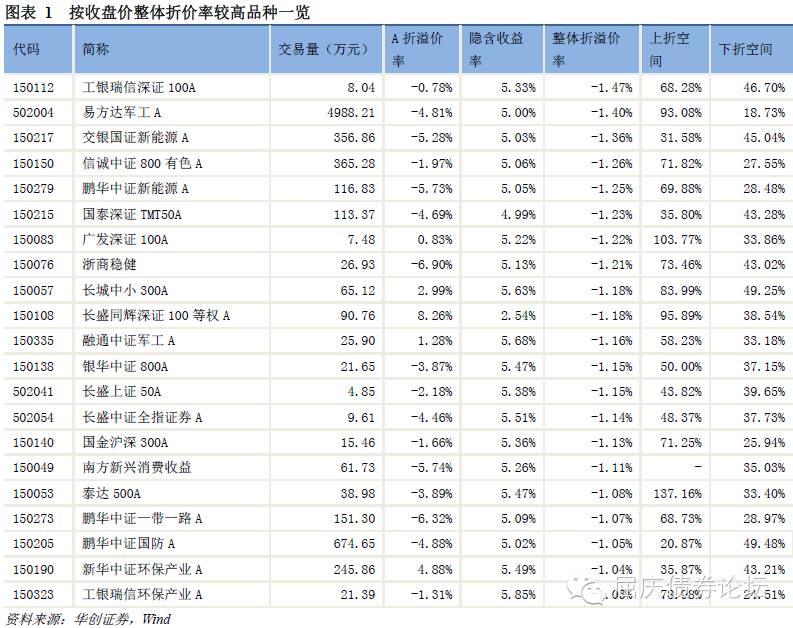 图表 1 按收盘价整体折价率较高品种一览
代码 简称 交易量（万元） A 折溢价率 隐含收益率 整体折溢价率 上折空间 下折空间
150112 工银瑞信深证 100A 8.04 -0.78% 5.33% -1.47% 68.28% 46.70%
502004 易方达军工 A 4988.21 -4.81% 5.00% -1.40% 93.08% 18.73%
150217 交银国证新能源 A 356.86 -5.28% 5.03% -1.36% 31.58% 45.04%
150150 信诚中证 800 有色 A 365.28 -1.97% 5.06% -1.26% 71.82% 27.55%
150279 鹏华中证新能源 A 116.83 -5.73% 5.05% -1.25% 69.88% 28.48%
150215 国泰深证 TMT50A 113.37 -4.69% 4.99% -1.23% 35.80% 43.28%
150083 广发深证 100A 7.48 0.83% 5.22% -1.22% 103.77% 33.86%
150076 浙商稳健 26.93 -6.90% 5.13% -1.21% 73.46% 43.02%
150057 长城中小 300A 65.12 2.99% 5.63% -1.18% 83.99% 49.25%
150108 长盛同辉深证 100 等权 A 90.76 8.26% 2.54% -1.18% 95.89% 38.54%
150335 融通中证军工 A 25.90 1.28% 5.68% -1.16% 58.23% 33.18%
150138 银华中证 800A 21.65 -3.87% 5.47% -1.15% 50.00% 37.15%
502041 长盛上证 50A 4.85 -2.18% 5.38% -1.15% 43.82% 39.65%
502054 长盛中证全指证券 A 9.61 -4.46% 5.51% -1.14% 48.37% 37.73%
150140 国金沪深 300A 15.46 -1.66% 5.36% -1.13% 71.25% 25.94%
150049 南方新兴消费收益 61.73 -5.74% 5.26% -1.11% - 35.03%
150053 泰达 500A 38.98 -3.89% 5.47% -1.08% 137.16% 33.40%
150273 鹏华中证一带一路 A 151.30 -6.32% 5.09% -1.07% 68.73% 28.97%
150205 鹏华中证国防 A 674.65 -4.88% 5.02% -1.05% 20.87% 49.48%
150190 新华中证环保产业 A 245.86 4.88% 5.49% -1.04% 35.87% 43.21%
150323 工银瑞信环保产业 A 21.39 -1.31% 5.85%
屈庆债券论坛
资料来源：华创证券，Wind